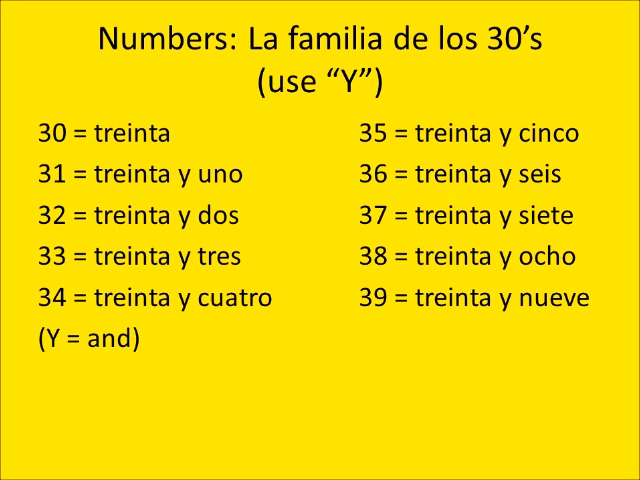 Numbers: La familia de los 30’s
(use “Y”)
30 = treinta
31 = treinta y uno
32 = treinta y dos
33 = treinta y tres
34 = treinta y cuatro
(Y = and)
35 = treinta y cinco
36 = treinta y seis
37 = treinta y siete
38 = treinta y ocho
39 = treinta y nueve